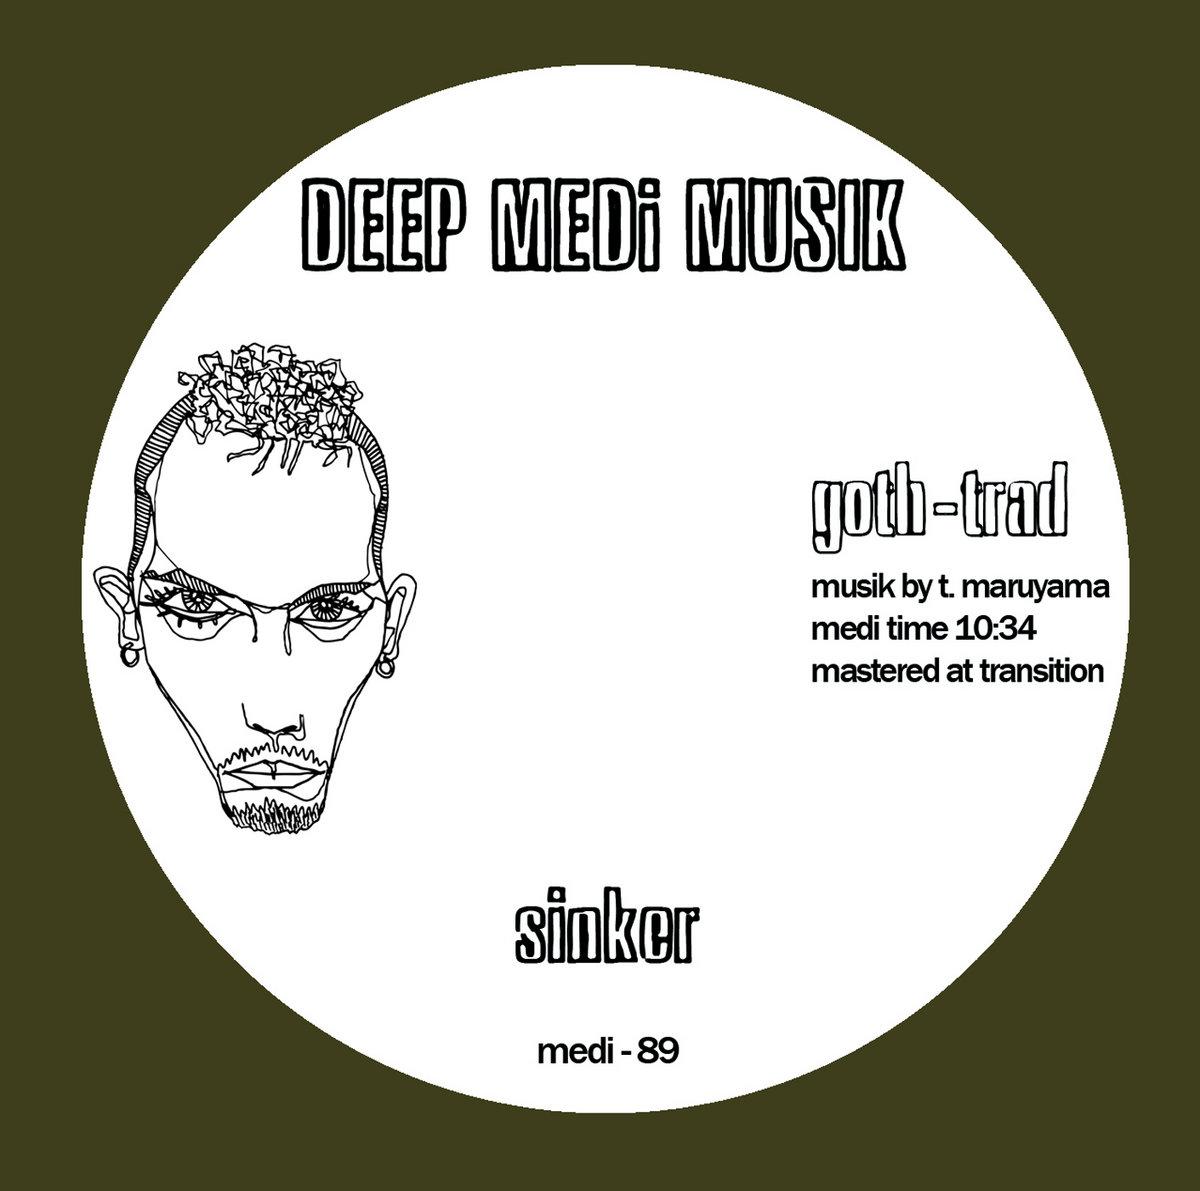 DEEP MEDi MUSIK
goth-trad
musik by t. maruyama
medi time 10:34
mastered at transition
sinker
medi - 89